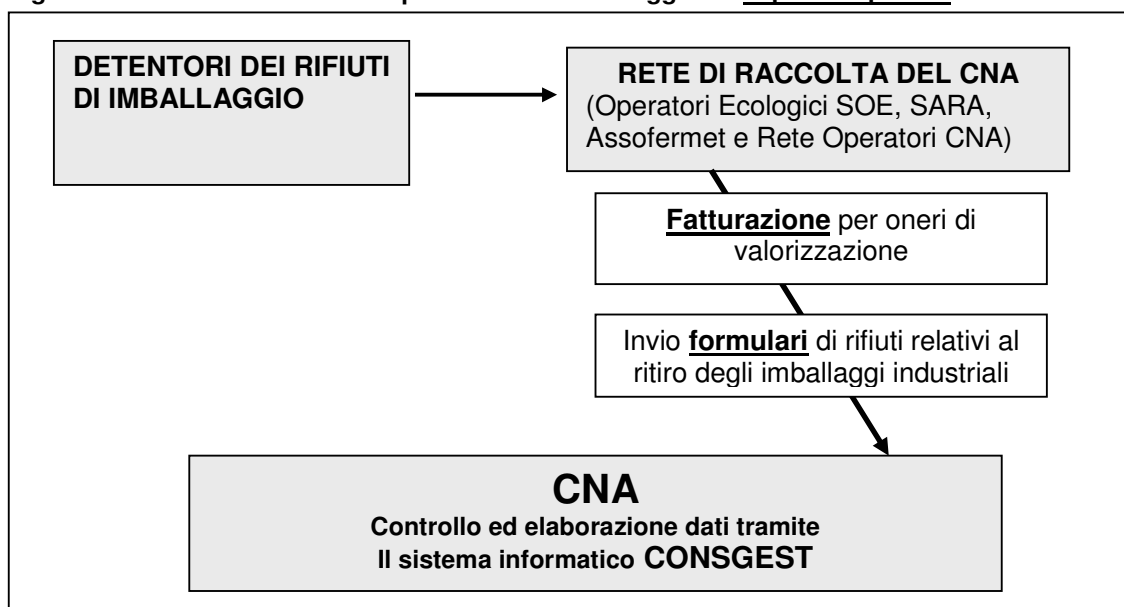 DETENTORI DEI RIFIUTI
DI IMBALLAGGIO
RETE DI RACCOLTA DEL CNA
(Operatori Ecologici SOE, SARA,
Assofermet e Rete Operatori CNA)
Fatturazione per oneri di
valorizzazione
Invio formulari di rifiuti relativi al
ritiro degli imballaggi industriali
CNA
Controllo ed elaborazione dati tramite
Il sistema informatico CONSGEST